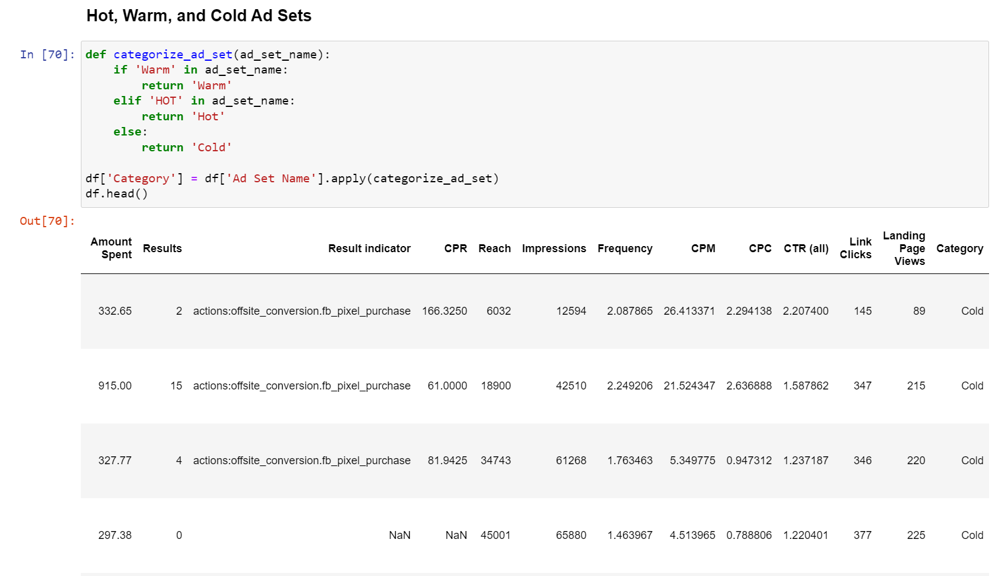 Hot, Warm, and Cold Ad Sets
In [70]:
def categorize_ad_set(ad_set_name):
    if 'Warm' in ad_set_name:
        return 'Warm'
    elif 'HOT' in ad_set_name:
        return 'Hot'
    else:
        return 'Cold'

df['Category'] = df['Ad Set Name'].apply(categorize_ad_set)
df.head()
Out[70]:
Amount Spent Results Result indicator CPR Reach Impressions Frequency CPM CPC CTR (all) Link Clicks Landing Page Views Category
332.65 2 actions:offsite_conversion.fb_pixel_purchase 166.3250 6032 12594 2.087865 26.413371 2.294138 2.207400 145 89 Cold
915.00 15 actions:offsite_conversion.fb_pixel_purchase 61.0000 18900 42510 2.249206 21.524347 2.636888 1.587862 347 215 Cold
327.77 4 actions:offsite_conversion.fb_pixel_purchase 81.9425 34743 61268 1.763463 5.349775 0.947312 1.237187 346 220 Cold
297.38 0 NaN NaN 45001 65880 1.463967 4.513965 0.788806 1.220401 377 225 Cold